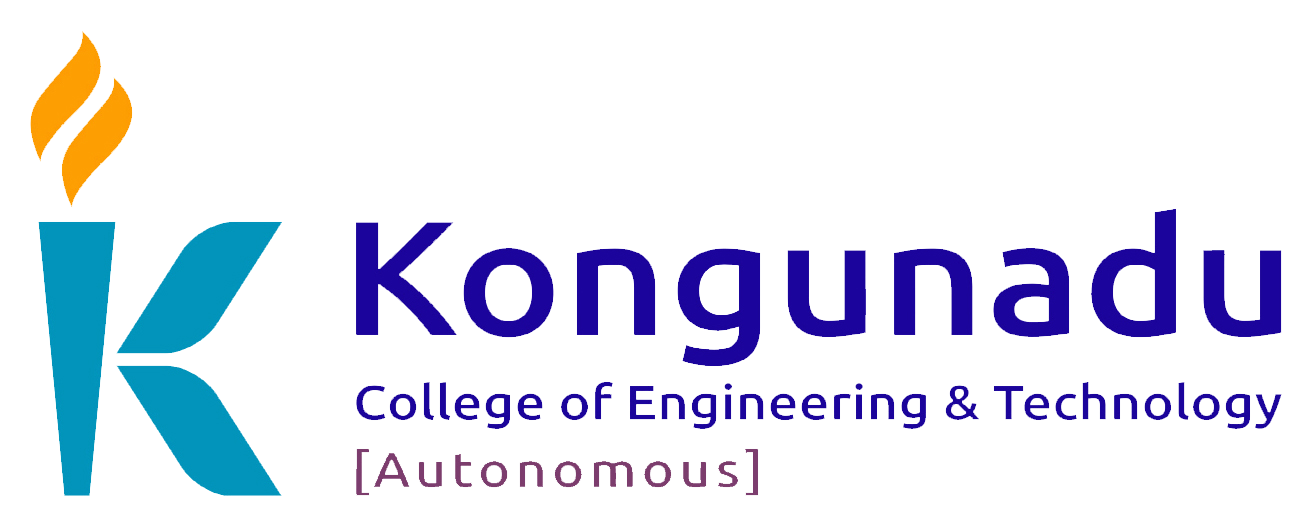 Kongunadu
College of Engineering & Technology
[Autonomous]